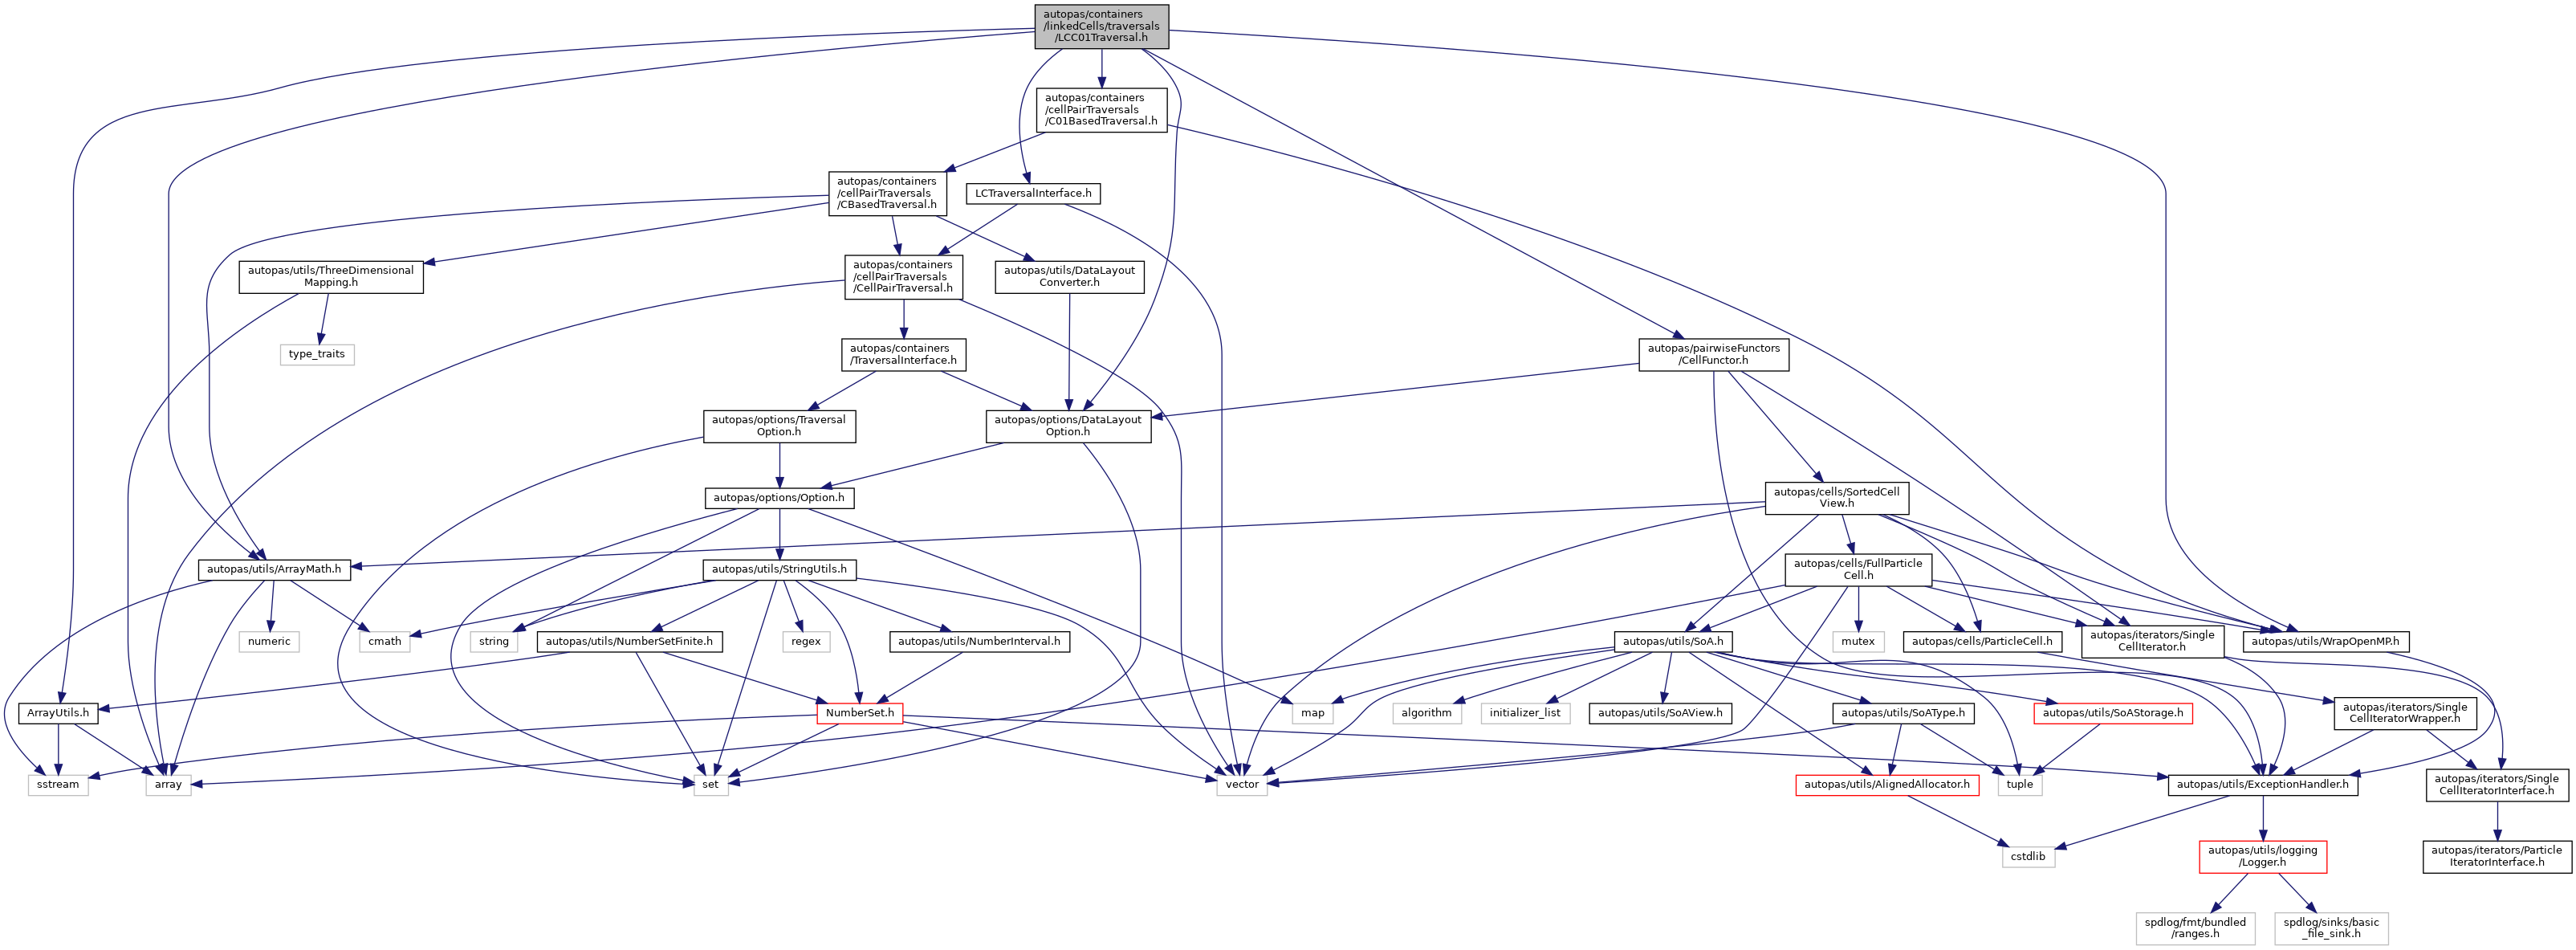 autopas/containers
/linkedCells/traversals
/LCC01Traversal.h
autopas/containers
/cellPairTraversals
/C01BasedTraversal.h
autopas/containers
/cellPairTraversals
/CBasedTraversal.h
LCTraversalInterface.h
autopas/utils/ThreeDimensional
Mapping.h
autopas/containers
/cellPairTraversals
/CellPairTraversal.h
autopas/utils/DataLayout
Converter.h
type_traits
autopas/containers
/TraversalInterface.h
autopas/pairwiseFunctors
/CellFunctor.h
autopas/options/Traversal
Option.h
autopas/options/DataLayout
Option.h
autopas/options/Option.h
autopas/cells/SortedCell
View.h
autopas/utils/ArrayMath.h
autopas/utils/StringUtils.h
autopas/cells/FullParticle
Cell.h
numeric
cmath
string
autopas/utils/NumberSetFinite.h
regex
autopas/utils/NumberInterval.h
autopas/utils/SoA.h
mutex
autopas/cells/ParticleCell.h
autopas/iterators/Single
CellIterator.h
autopas/utils/WrapOpenMP.h
ArrayUtils.h
NumberSet.h
map
algorithm
initializer_list
autopas/utils/SoAView.h
autopas/utils/SoAType.h
autopas/utils/SoAStorage.h
autopas/iterators/Single
CellIteratorWrapper.h
sstream
array
set
vector
autopas/utils/AlignedAllocator.h
tuple
autopas/utils/ExceptionHandler.h
autopas/iterators/Single
CellIteratorInterface.h
cstdlib
autopas/utils/logging
/Logger.h
autopas/iterators/Particle
IteratorInterface.h
spdlog/fmt/bundled
/ranges.h
spdlog/sinks/basic
_file_sink.h